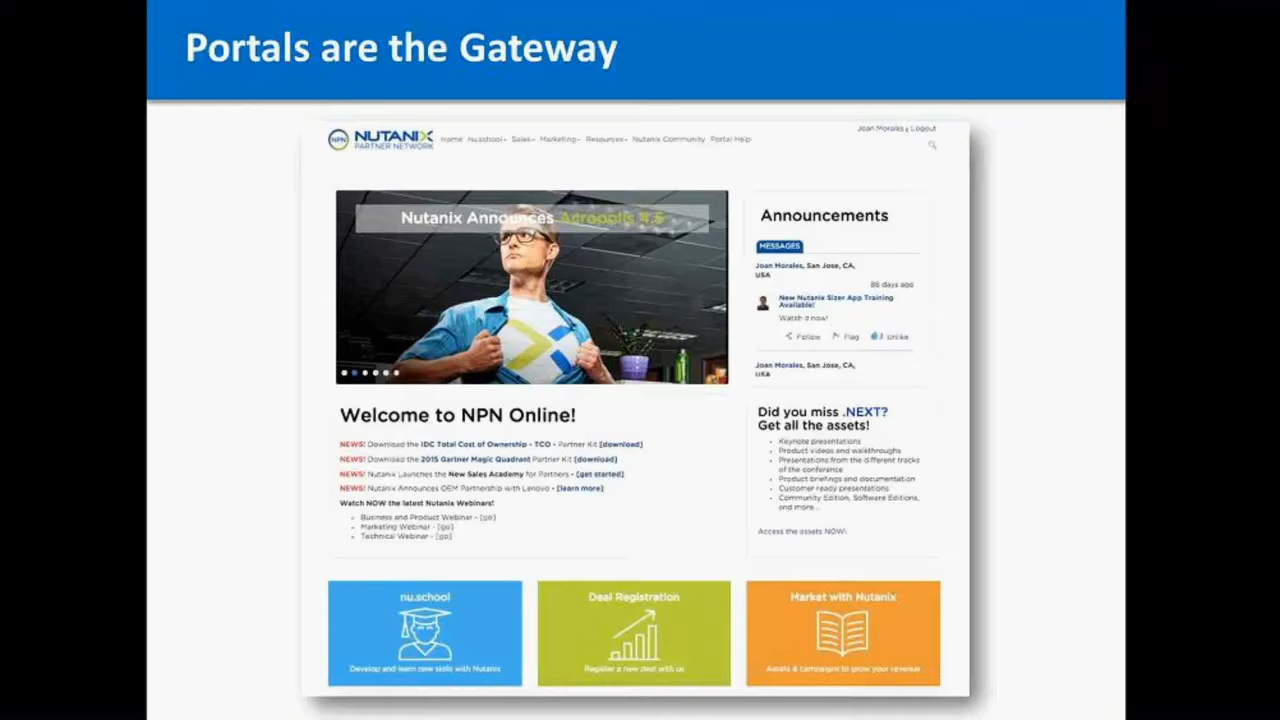 Portals are the Gateway
NPN NUTANIX
PARTNER NETWORK
Home nu.school Sales Marketing Resources Nutanix Community Portal Help
Joan Morales Logout
Nutanix Announces Acropolis 4.5
Welcome to NPN Online!
NEWS! Download the IDC Total Cost of Ownership - TCO - Partner Kit [download]
NEWS! Download the 2015 Gartner Magic Quadrant Partner Kit [download]
NEWS! Nutanix Launches the New Sales Academy for Partners - [get started]
NEWS! Nutanix Announces OEM Partnership with Lenovo - [learn more]
Watch NOW the latest Nutanix Webinars!
Business and Product Webinar - [go]
Marketing Webinar - [go]
Technical Webinar - [go]
Announcements
MESSAGES
Joan Morales, San Jose, CA,
USA
86 days ago
New Nutanix Sizer App Training
Available!
Watch it now!
Follow Flag Unlike
Joan Morales, San Jose, CA,
USA
Did you miss .NEXT?
Get all the assets!
Keynote presentations
Product videos and walkthroughs
Presentations from the different tracks
of the conference
Product briefings and documentation
Customer ready presentations
Community Edition, Software Editions,
and more...
Access the assets NOW!
nu.school
Develop and learn new skills with Nutanix
Deal Registration
Register a new deal with us
Market with Nutanix
Assets & campaigns to grow your revenue